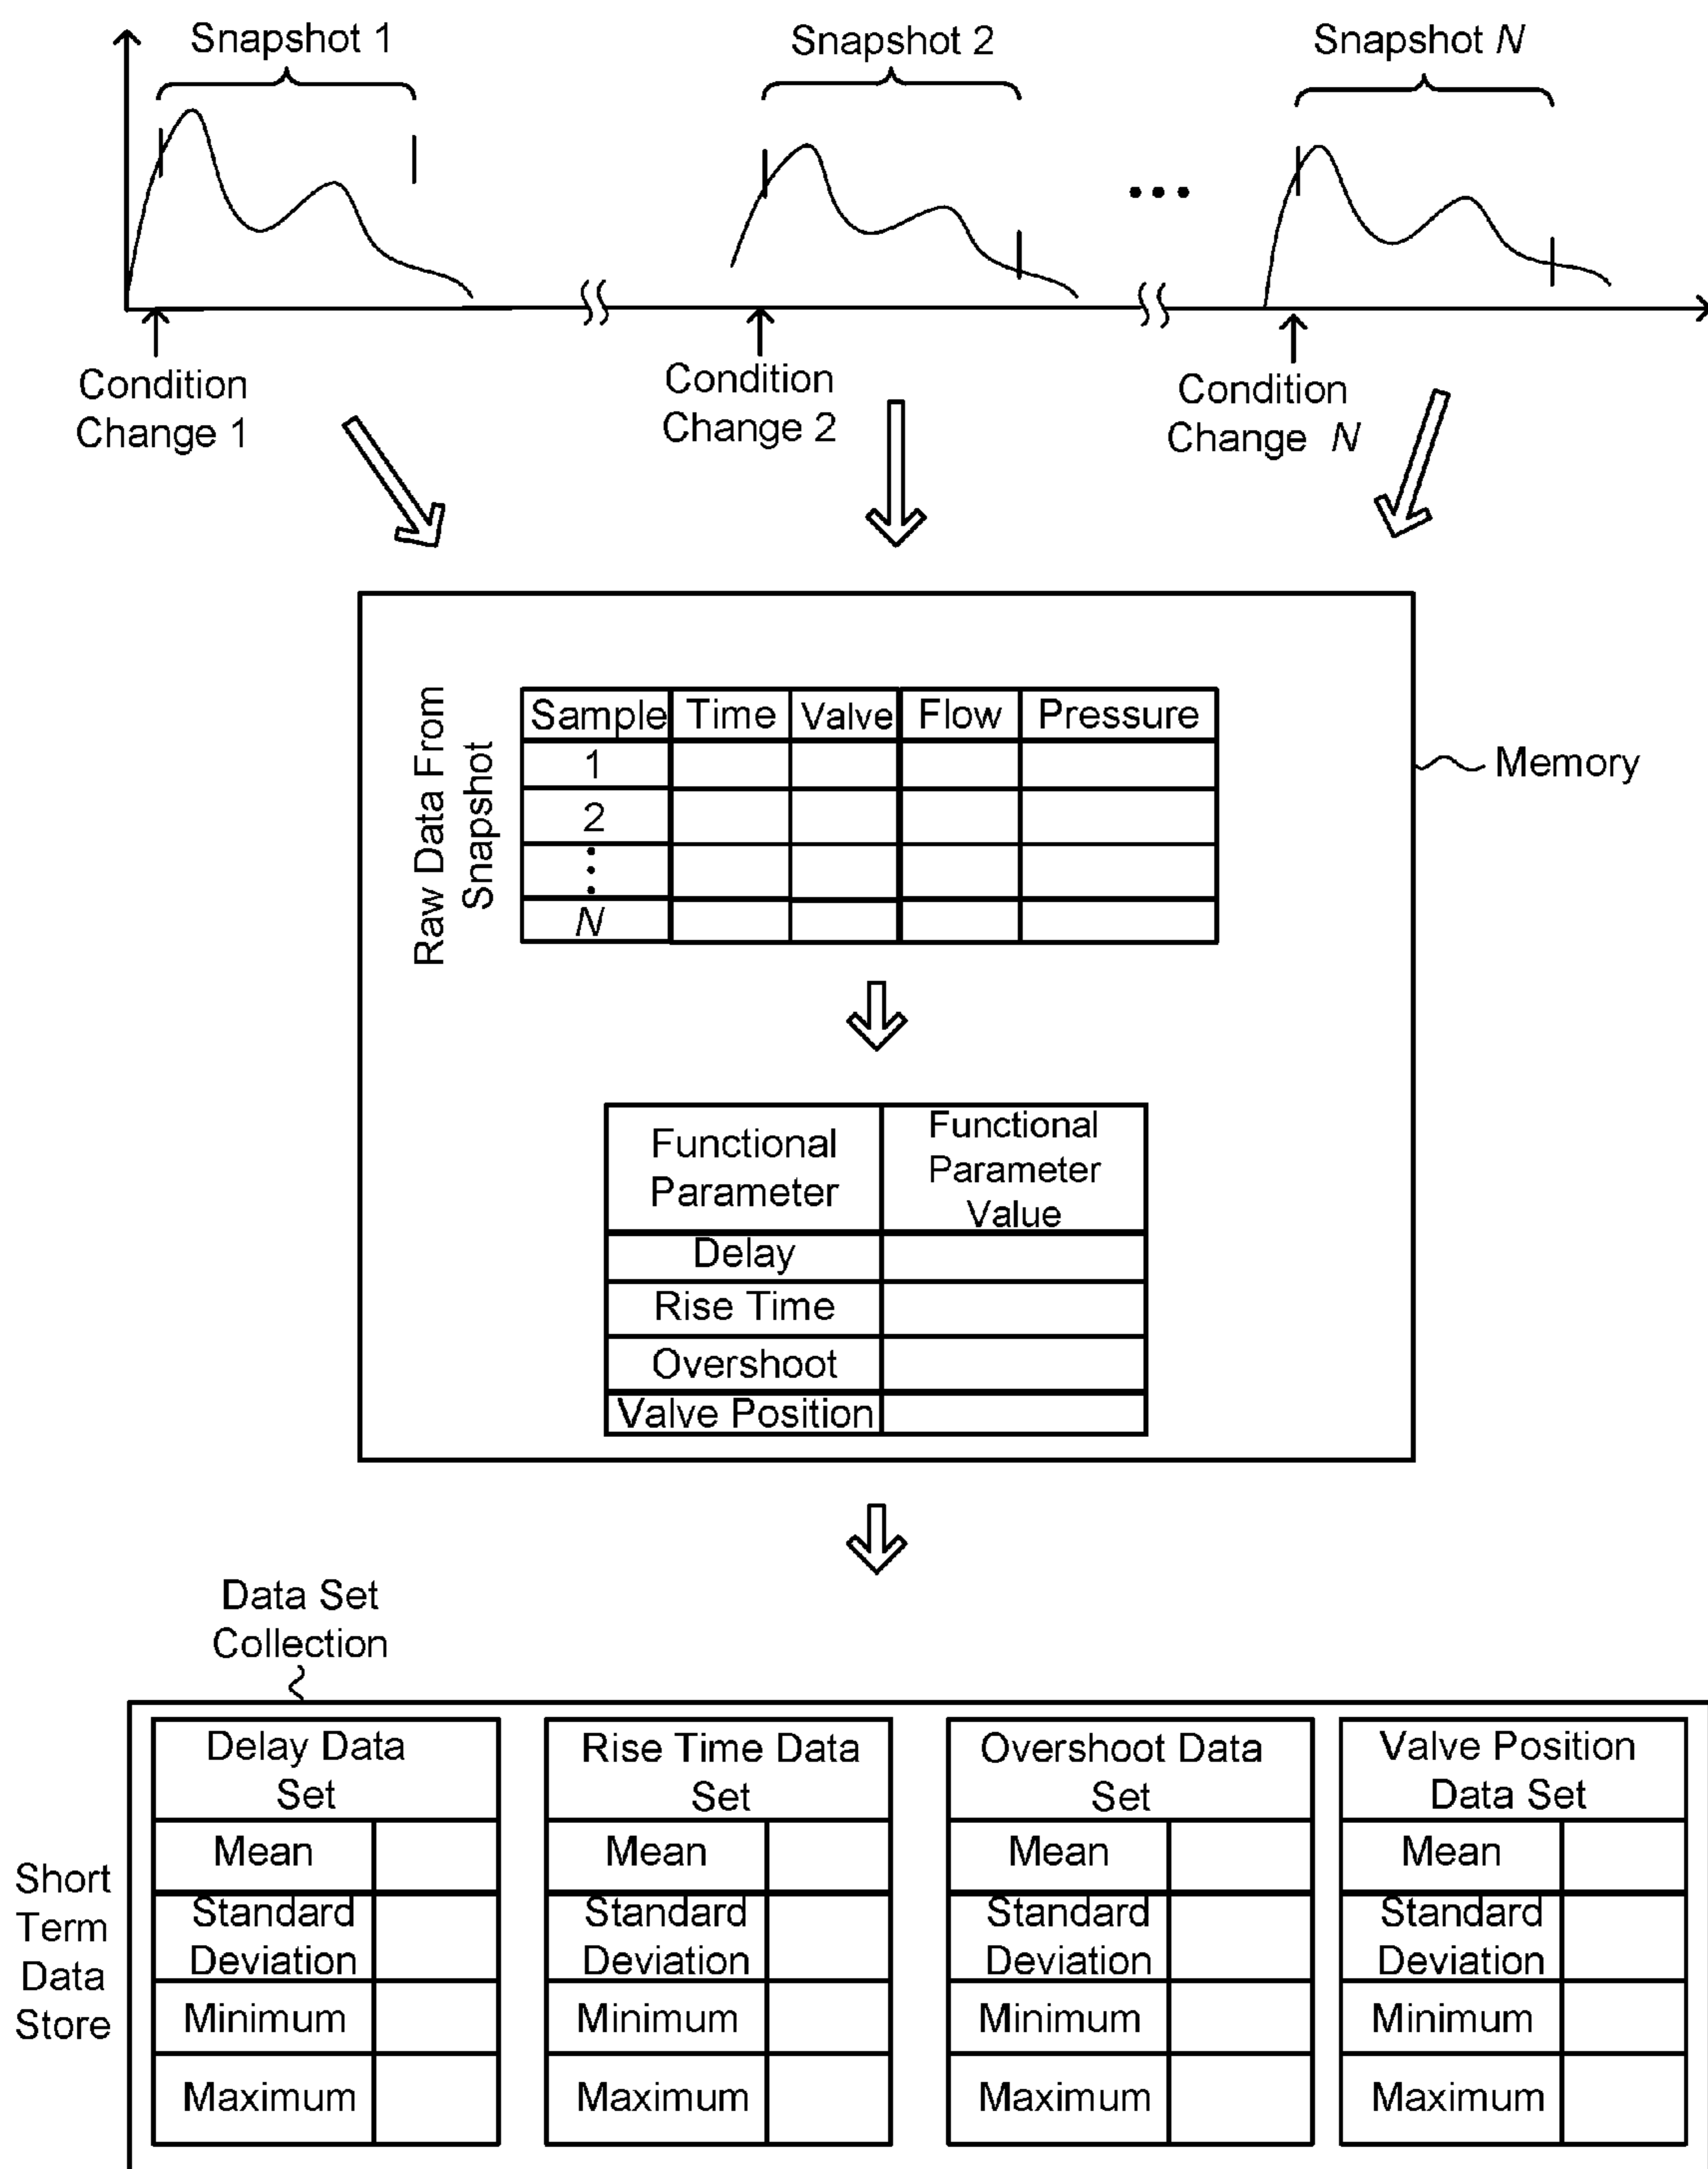 Snapshot 1
Snapshot 2
Snapshot N
Condition
Change 1
Condition
Change 2
Condition
Change N
Memory
Raw Data From
Snapshot
Sample Time Valve Flow Pressure
1
2
N
Functional
Parameter
Functional
Parameter
Value
Delay
Rise Time
Overshoot
Valve Position
Data Set
Collection
Short
Term
Data
Store
Delay Data
Set
Mean
Standard
Deviation
Minimum
Maximum
Rise Time Data
Set
Mean
Standard
Deviation
Minimum
Maximum
Overshoot Data
Set
Mean
Standard
Deviation
Minimum
Maximum
Valve Position
Data Set
Mean
Standard
Deviation
Minimum
Maximum